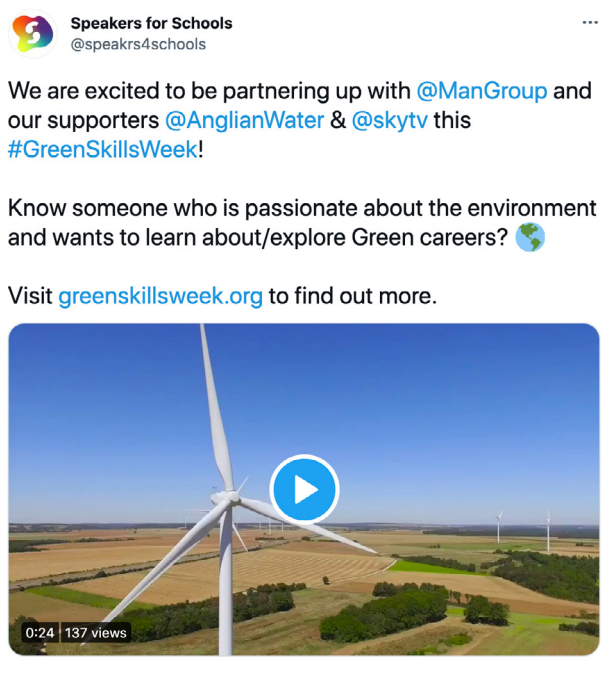 Speakers for Schools
@speakrs4schools
We are excited to be partnering up with @ManGroup and
our supporters @AnglianWater & @skytv this
#GreenSkillsWeek!
Know someone who is passionate about the environment
and wants to learn about/explore Green careers? 🌎
Visit greenskillsweek.org to find out more.
0:24 137 views